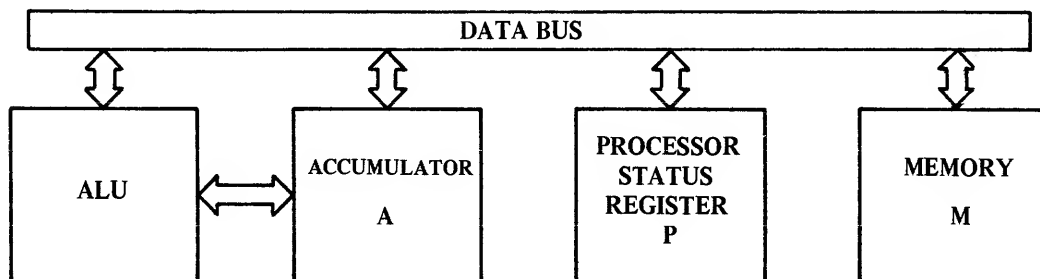 DATA BUS
ALU
ACCUMULATOR
A
PROCESSOR
STATUS
REGISTER
P
MEMORY
M